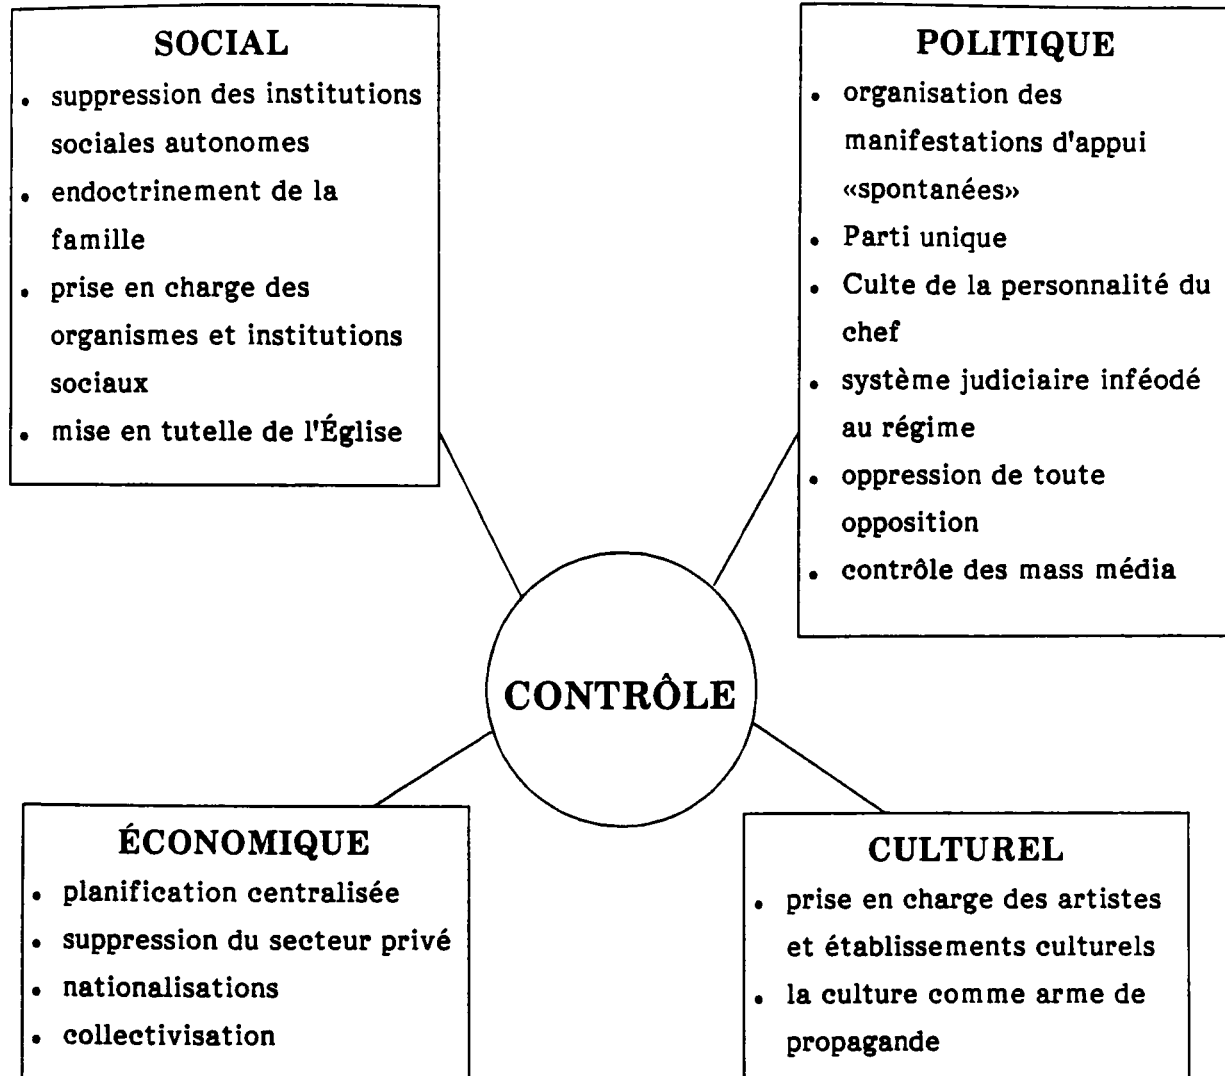 SOCIAL
• suppression des institutions
sociales autonomes
• endoctrinement de la
famille
• prise en charge des
organismes et institutions
sociaux
• mise en tutelle de l'Église
POLITIQUE
• organisation des
manifestations d'appui
«spontanées»
• Parti unique
• Culte de la personnalité du
chef
• système judiciaire inféodé
au régime
• oppression de toute
opposition
• contrôle des mass média
CONTRÔLE
ÉCONOMIQUE
• planification centralisée
• suppression du secteur privé
• nationalisations
• collectivisation
CULTUREL
• prise en charge des artistes
et établissements culturels
• la culture comme arme de
propagande